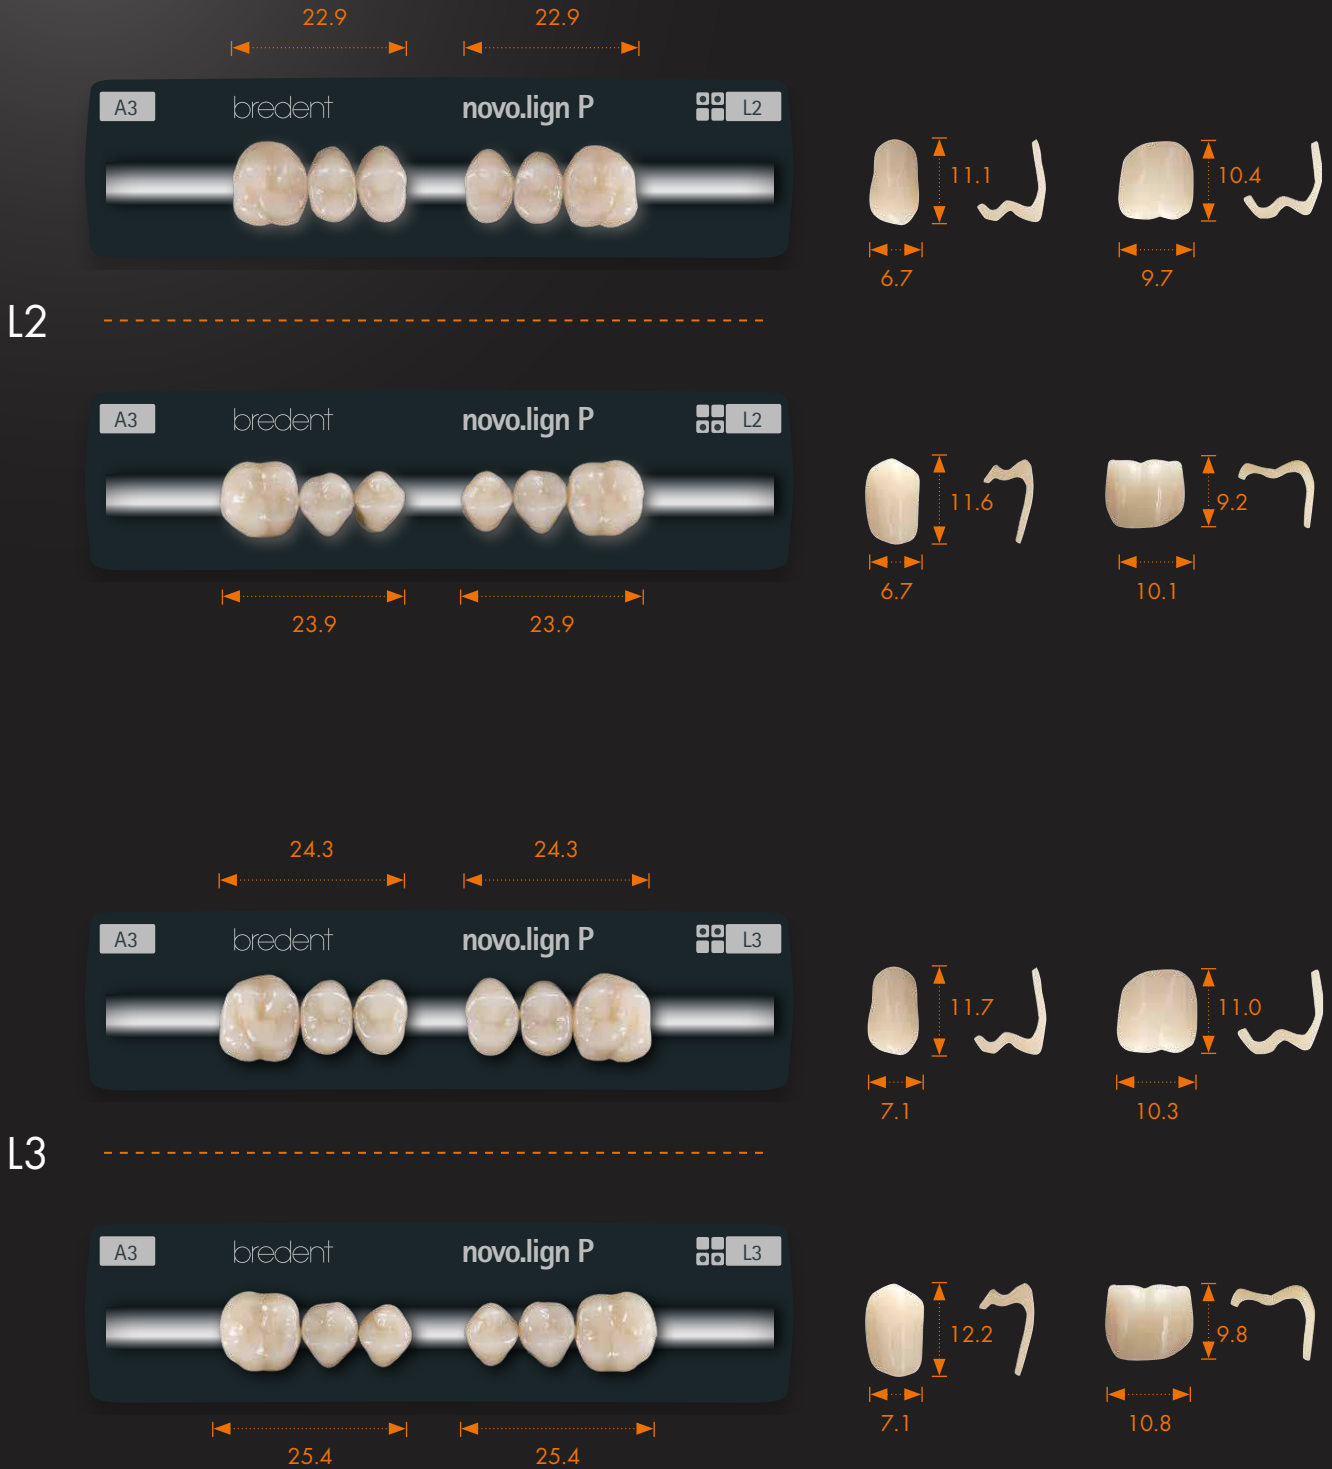 22.9 22.9
A3 bredent novo.lign P L2
11.1 10.4
6.7 9.7
L2
A3 bredent novo.lign P L2
11.6 9.2
6.7 10.1
23.9 23.9
24.3 24.3
A3 bredent novo.lign P L3
11.7 11.0
7.1 10.3
L3
A3 bredent novo.lign P L3
12.2 9.8
7.1 10.8
25.4 25.4